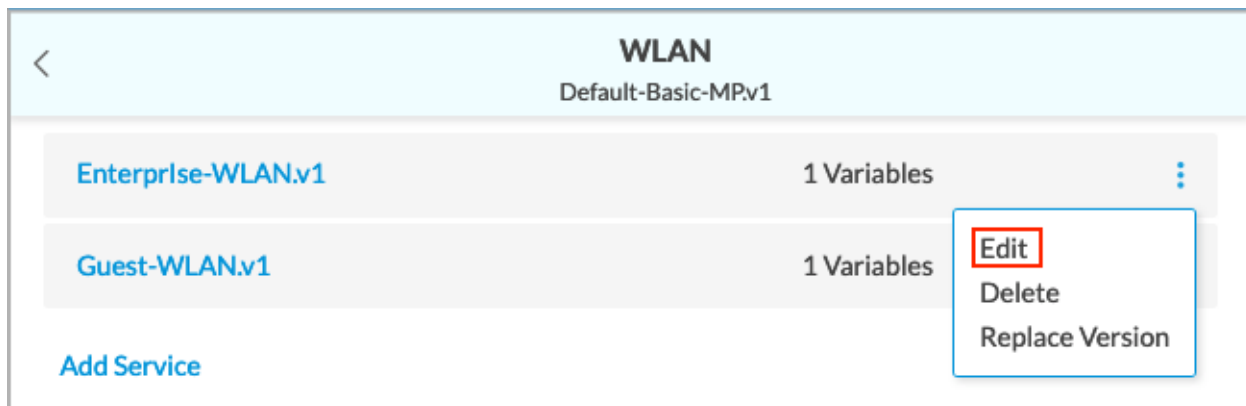 WLAN
Default-Basic-MP.v1
EnterprIse-WLAN.v1 1 Variables
Guest-WLAN.v1 1 Variables
Edit
Delete
Replace Version
Add Service